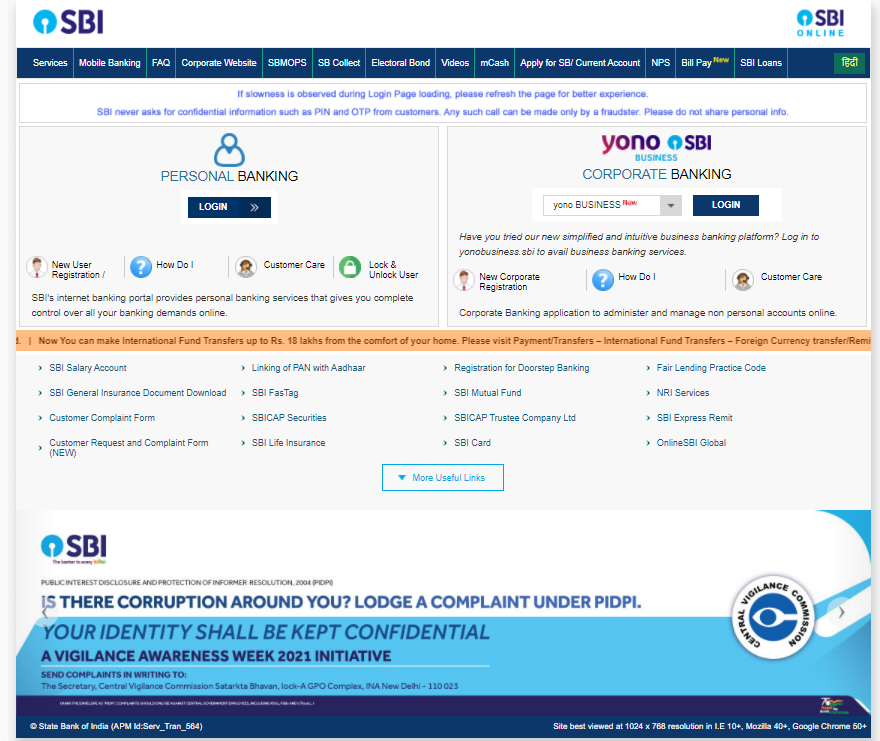 SBI
SBI
ONLINE
Services Mobile Banking FAQ Corporate Website SBMOPS SB Collect Electoral Bond Videos mCash Apply for SB/ Current Account NPS Bill Pay New SBI Loans हिंदी
If slowness is observed during Login Page loading, please refresh the page for better experience.
SBI never asks for confidential information such as PIN and OTP from customers. Any such call can be made only by a fraudster. Please do not share personal info.
PERSONAL BANKING
LOGIN
New User
Registration /
How Do I
Customer Care
Lock &
Unlock User
SBI's internet banking portal provides personal banking services that gives you complete
control over all your banking demands online.
yono SBI
BUSINESS
CORPORATE BANKING
yono BUSINESS New
LOGIN
Have you tried our new simplified and intuitive business banking platform? Log in to
yonobusiness.sbi to avail business banking services.
New Corporate
Registration
How Do I
Customer Care
Corporate Banking application to administer and manage non personal accounts online.
d. | Now You can make International Fund Transfers up to Rs. 18 lakhs from the comfort of your home. Please visit Payment/Transfers – International Fund Transfers – Foreign Currency transfer/Remi
SBI Salary Account Linking of PAN with Aadhaar Registration for Doorstep Banking Fair Lending Practice Code
SBI General Insurance Document Download SBI FasTag SBI Mutual Fund NRI Services
Customer Complaint Form SBICAP Securities SBICAP Trustee Company Ltd SBI Express Remit
Customer Request and Complaint Form
(NEW)
SBI Life Insurance SBI Card OnlineSBI Global
More Useful Links
SBI
The banker to every Indian
PUBLIC INTEREST DISCLOSURE AND PROTECTION OF INFORMER RESOLUTION, 2004 (PIDPI)
IS THERE CORRUPTION AROUND YOU? LODGE A COMPLAINT UNDER PIDPI.
YOUR IDENTITY SHALL BE KEPT CONFIDENTIAL
A VIGILANCE AWARENESS WEEK 2021 INITIATIVE
SEND COMPLAINTS IN WRITING TO:
The Secretary, Central Vigilance Commission Satarkta Bhavan, lock-A GPO Complex, INA New Delhi - 110 023
CENTRAL VIGILANCE COMMISSION
© State Bank of India (APM Id:Serv_Tran_564)
Site best viewed at 1024 x 768 resolution in I.E 10+, Mozilla 40+, Google Chrome 50+